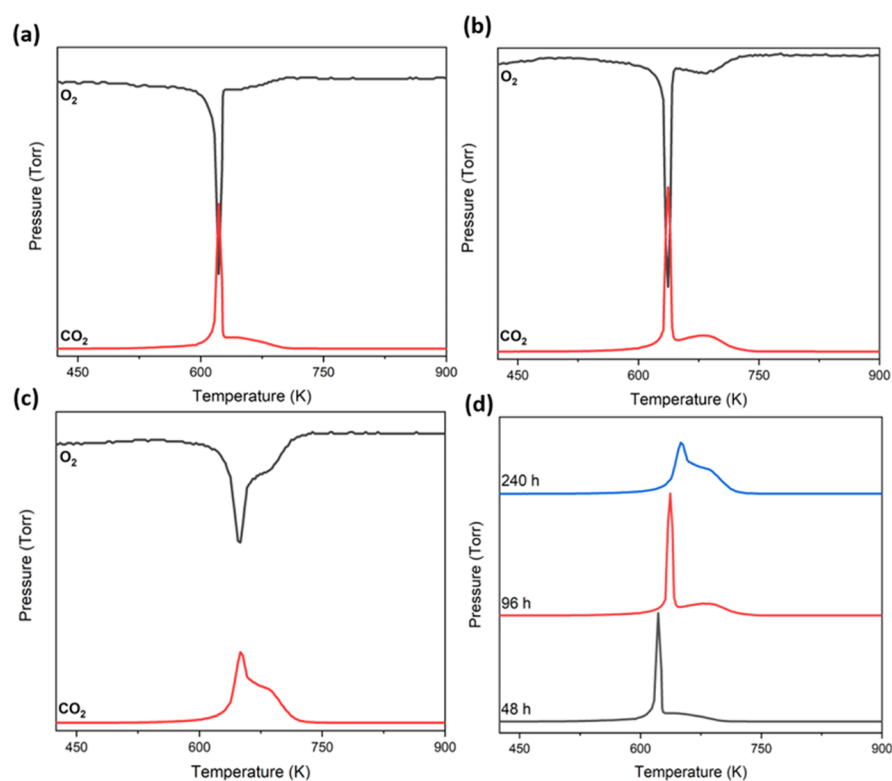 (a)
O2
CO2
Pressure (Torr)
450
600
750
900
Temperature (K)
(b)
O2
CO2
Pressure (Torr)
450
600
750
900
Temperature (K)
(c)
O2
CO2
Pressure (Torr)
450
600
750
900
Temperature (K)
(d)
240 h
96 h
48 h
Pressure (Torr)
450
600
750
900
Temperature (K)